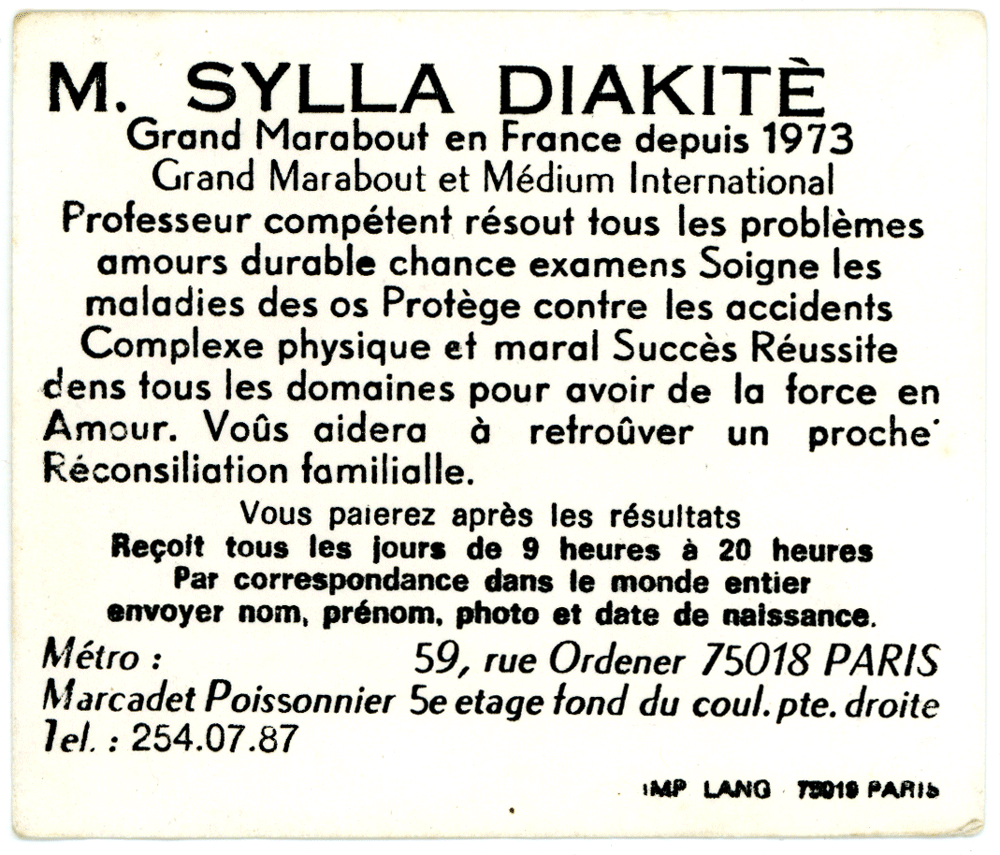 M. SYLLA DIAKITÈ
Grand Marabout en France depuis 1973
Grand Marabout et Médium International
Professeur compétent résout tous les problèmes
amours durable chance examens Soigne les
maladies des os Protège contre les accidents
Complexe physique et maral Succès Réussite
dens tous les domaines pour avoir de la force en
Amour. Voûs aidera à retroûver un proche
Réconsiliation familialle.
Vous paierez après les résultats
Reçoit tous les jours de 9 heures à 20 heures
Par correspondance dans le monde entier
envoyer nom, prénom, photo et date de naissance.
Métro : 59, rue Ordener 75018 PARIS
Marcadet Poissonnier 5e etage fond du coul. pte. droite
Tel. : 254.07.87
IMP LANG 75019 PARIS